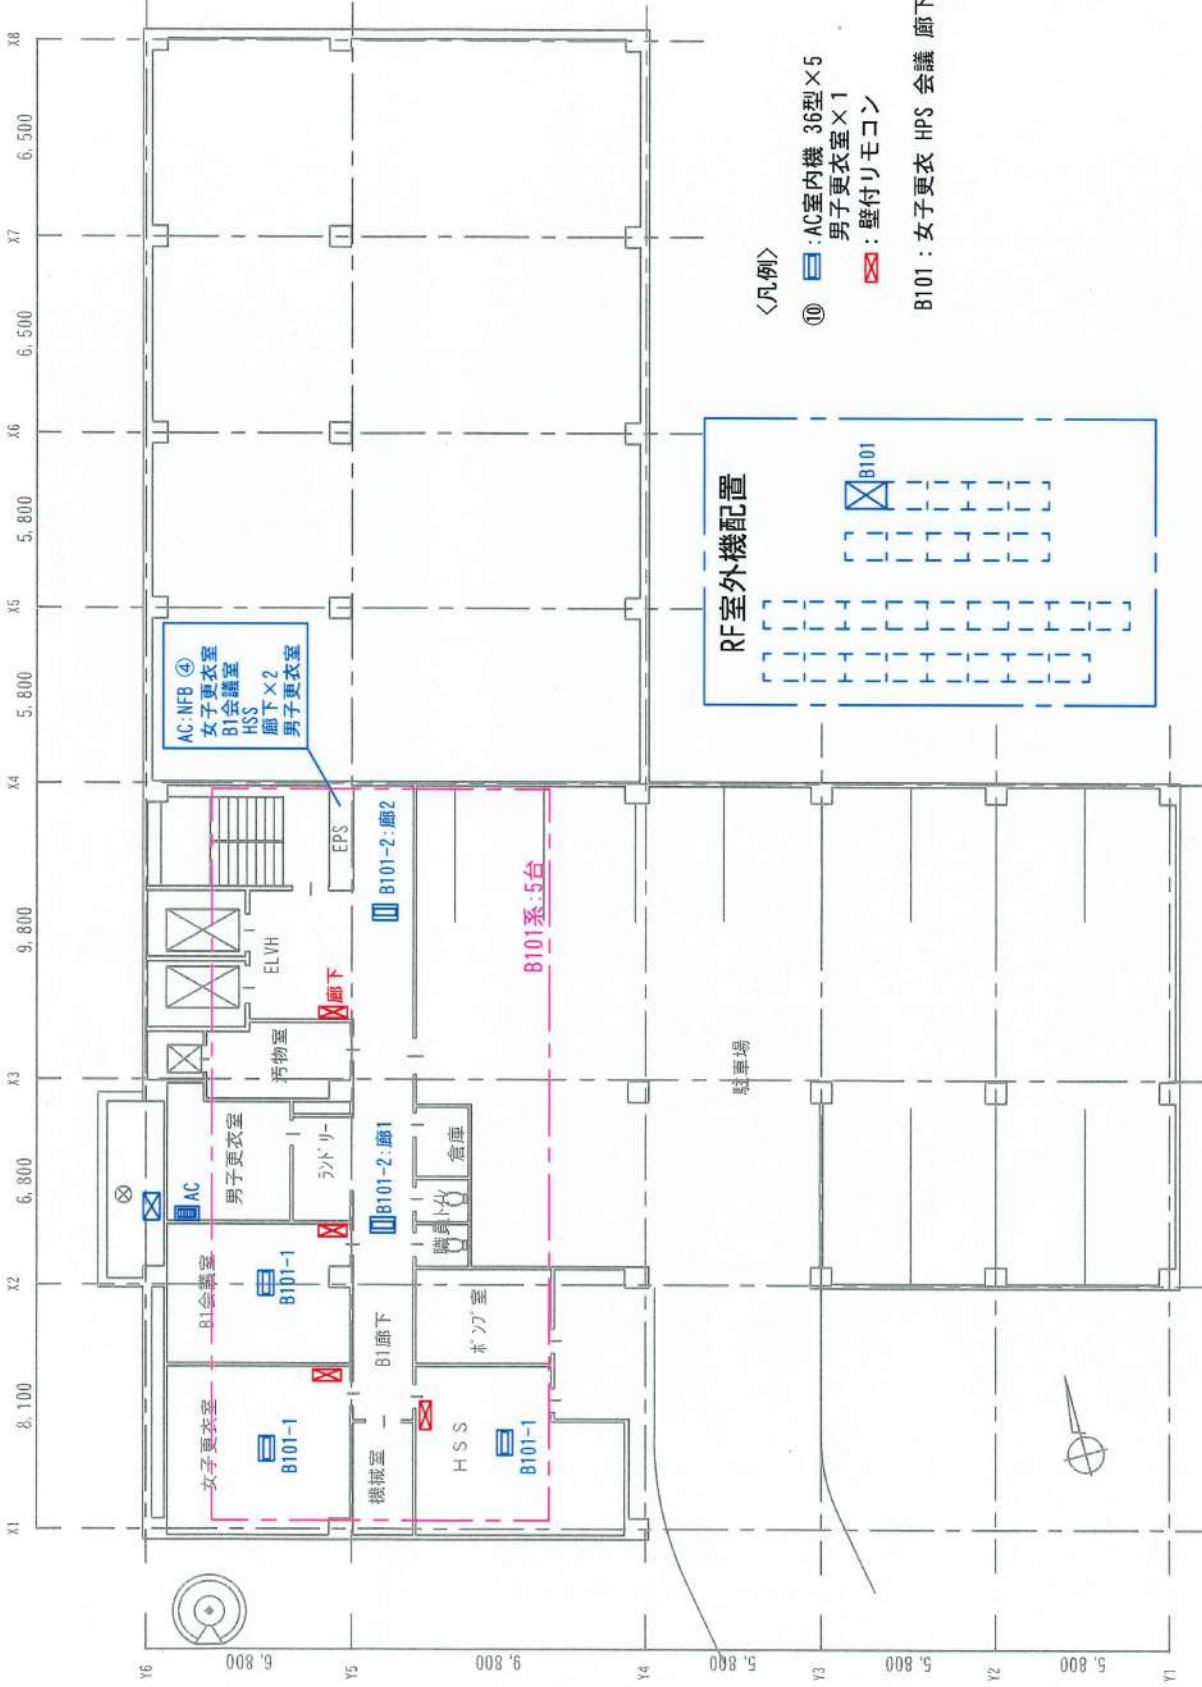 X1
8,100
X2
6,800
X3
9,800
X4
5,800
X5
5,800
X6
6,500
X7
6,500
X8
Y6
6,800
Y5
9,800
Y4
5,800
Y3
5,800
Y2
5,800
Y1
AC:NFB ④
女子更衣室
B1会議室
HSS
廊下×2
男子更衣室
女子更衣室
B101-1
B1会議室
B101-1
AC
男子更衣室
ランドリー
汚物室
ELVH
廊下
EPS
機械室
B1廊下
B101-2:廊1
B101-2:廊2
HSS
B101-1
ポンプ室
職員トイレ
倉庫
B101系:5台
駐車場
RF室外機配置
B101
〈凡例〉
⑩ :AC室内機 36型×5
男子更衣室×1
:壁付リモコン
B101:女子更衣 HPS 会議 廊下